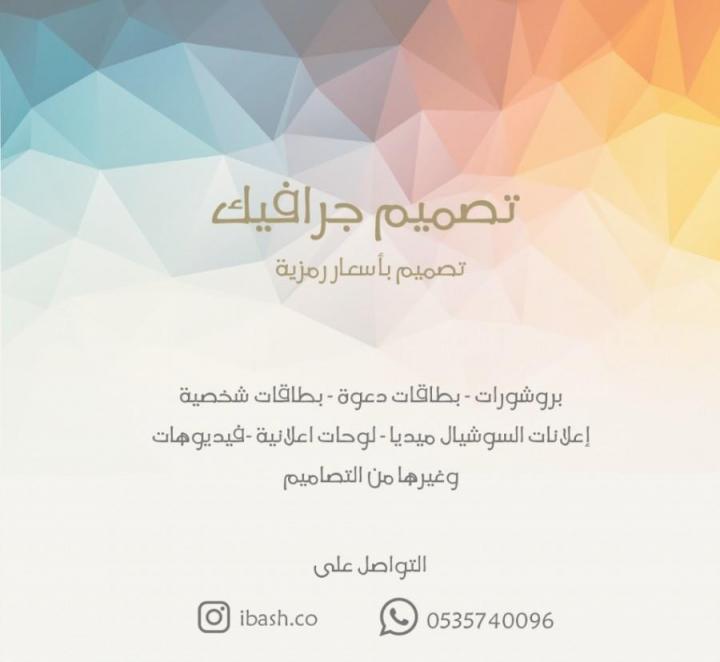 تصميم جرافيك
تصميم بأسعار رمزية
بروشورات - بطاقات دعوة - بطاقات شخصية
إعلانات السوشيال ميديا - لوحات اعلانية -فيديوهات
وغيرها من التصاميم
التواصل على
ibash.co 0535740096